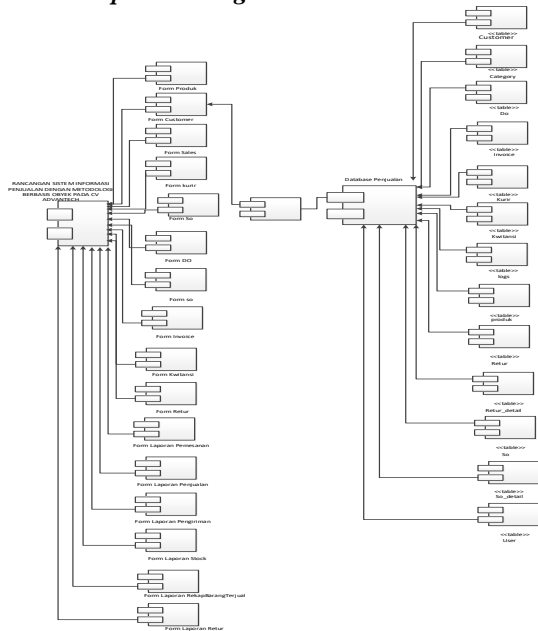 Form Produk
Form Customer
Form Sales
Form kurir
Form So
Form DO
Form so
Form Invoice
Form Kwitansi
Form Retur
Form Laporan Pemesanan
Form Laporan Penjualan
Form Laporan Pengiriman
Form Laporan Stock
Form Laporan RekapBarangTerjual
Form Laporan Retur
RANCANGAN SISTEM INFORMASI
PENJUALAN DENGAN METODOLOGI
BERBASIS OBYEK PADA CV
ADVANTECH
Database Penjualan
<<table>>
Customer
<<table>>
Category
<<table>>
Do
<<table>>
Invoice
<<table>>
Kurir
<<table>>
Kwitansi
<<table>>
logs
<<table>>
produk
<<table>>
Retur
<<table>>
Retur_detail
<<table>>
So
<<table>>
So_detail
<<table>>
User